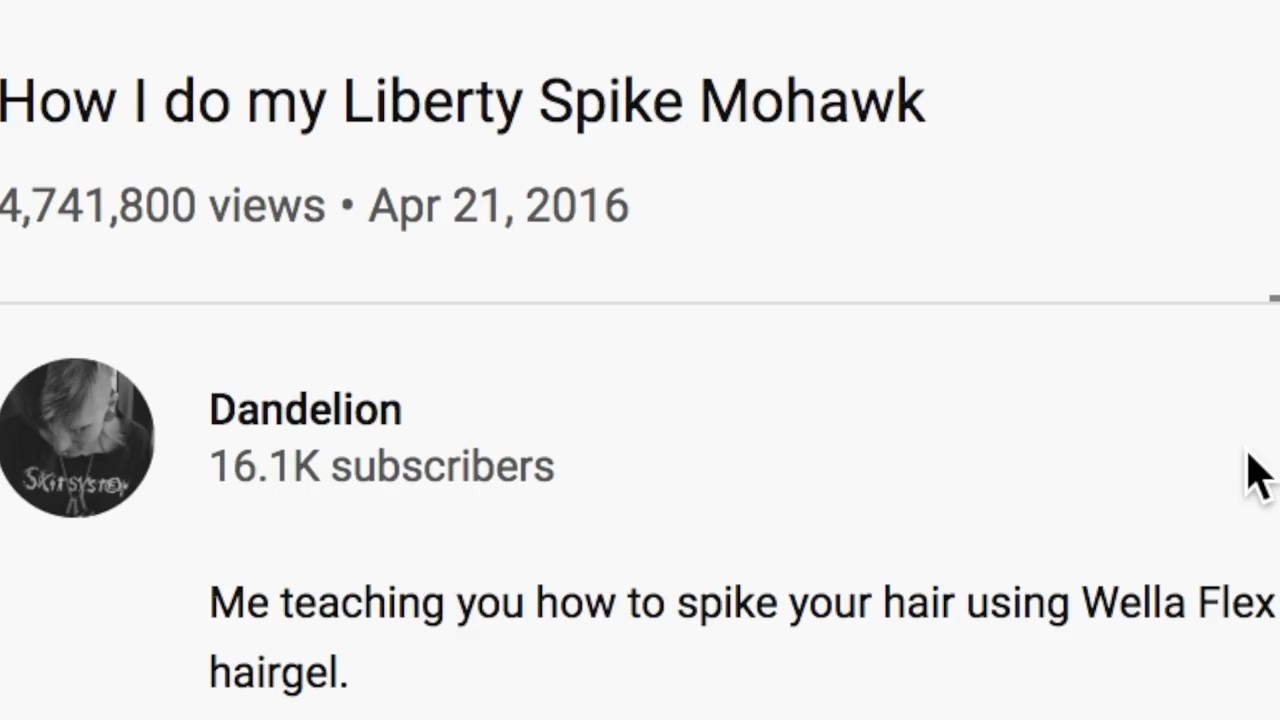 How I do my Liberty Spike Mohawk
4,741,800 views • Apr 21, 2016
Dandelion
16.1K subscribers
Me teaching you how to spike your hair using Wella Flex
hairgel.